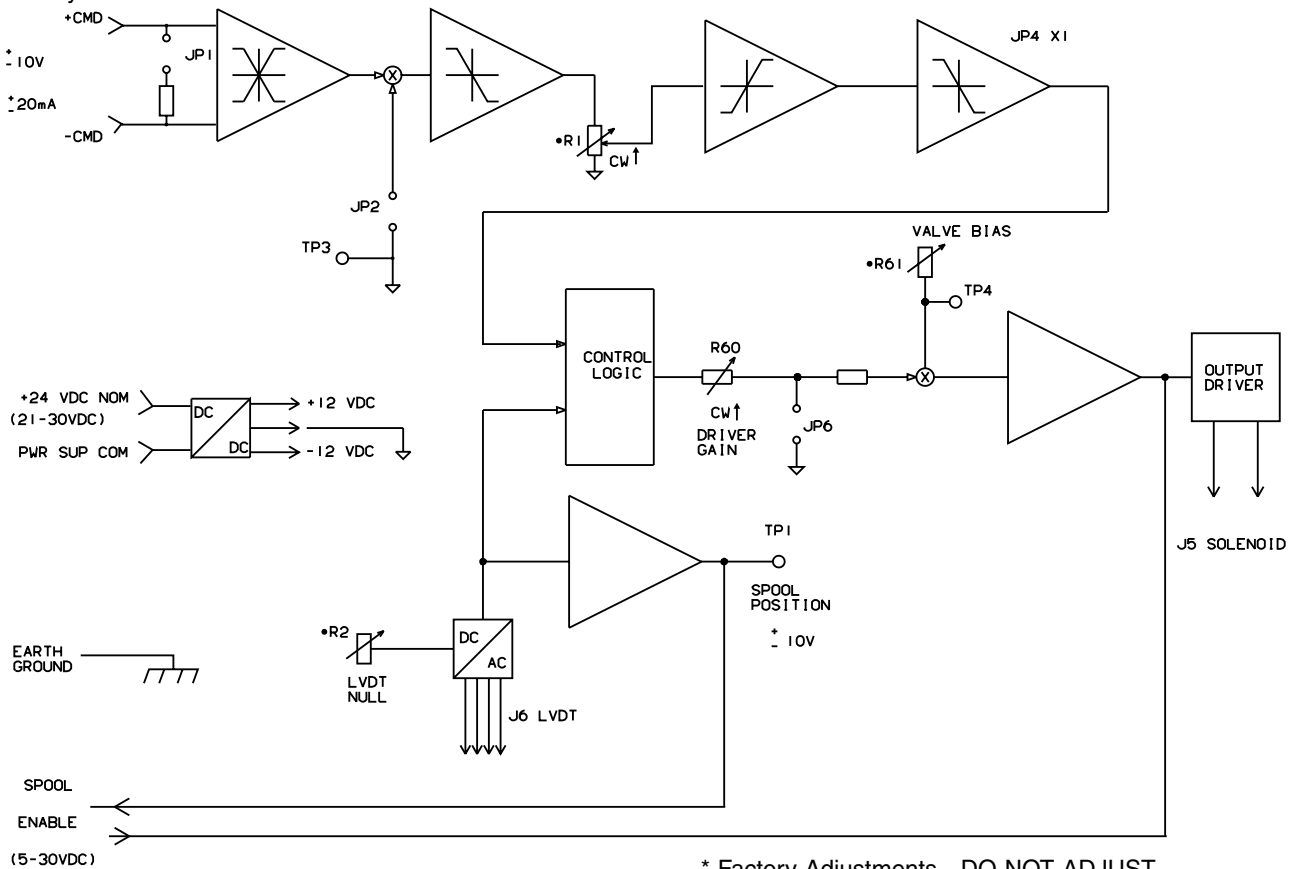 +CMD
JP1
± 10V
± 20mA
-CMD
X
•R1
CW
JP4 X1
JP2
TP3
VALVE BIAS
•R61
TP4
CONTROL
LOGIC
R60
CW
DRIVER
GAIN
JP6
X
OUTPUT
DRIVER
J5 SOLENOID
+24 VDC NOM
(21-30VDC)
PWR SUP COM
DC
DC
+12 VDC
-12 VDC
TP1
SPOOL
POSITION
± 10V
•R2
LVDT
NULL
DC
AC
J6 LVDT
EARTH
GROUND
SPOOL
ENABLE
(5-30VDC)
* Factory Adjustments - DO NOT ADJUST